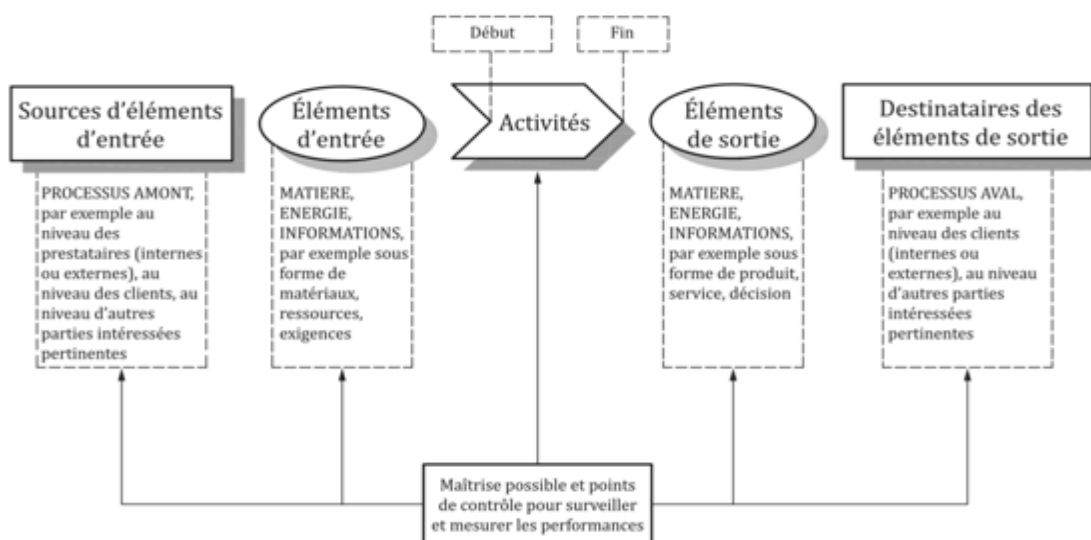 Début
Fin
Sources d'éléments
d'entrée
Éléments
d'entrée
Activités
Éléments
de sortie
Destinataires des
éléments de sortie
PROCESSUS AMONT,
par exemple au
niveau des
prestataires (internes
ou externes), au
niveau des clients, au
niveau d'autres
parties intéressées
pertinentes
MATIERE,
ENERGIE,
INFORMATIONS,
par exemple sous
forme de
matériaux,
ressources,
exigences
MATIERE,
ENERGIE,
INFORMATIONS,
par exemple sous
forme de produit,
service, décision
PROCESSUS AVAL,
par exemple au
niveau des clients
(internes ou
externes), au niveau
d'autres parties
intéressées
pertinentes
Maîtrise possible et points
de contrôle pour surveiller
et mesurer les performances